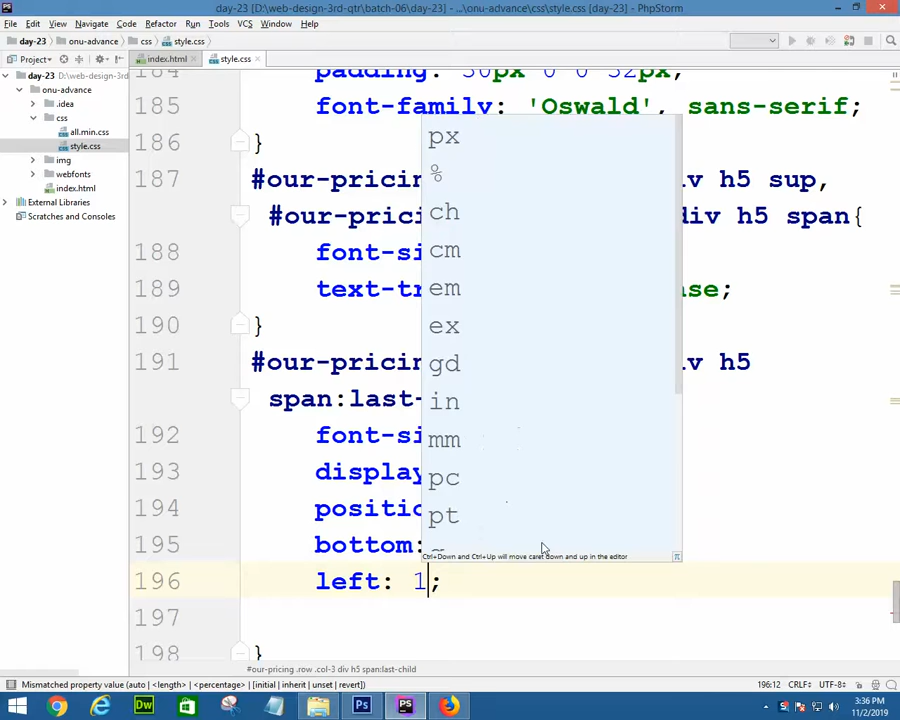 day-23 [D:\web-design-3rd-qtr\batch-06\day-23] - ...\onu-advance\css\style.css [day-23] - PhpStorm
File Edit View Navigate Code Refactor Run Tools VCS Window Help
day-23 onu-advance css style.css
Project index.html style.css
day-23 [D:\web-design-3rd
onu-advance
.idea
css
all.min.css
style.css
img
webfonts
index.html
External Libraries
Scratches and Consoles
184 padding: 30px 0 0 32px;
185 font-family: 'Oswald', sans-serif;
186 }
187 #our-pricin v h5 sup,
#our-prici div h5 span{
188 font-si
189 text-tr ase;
190 }
191 #our-pricin iv h5
span:last-
192 font-si
193 display
194 positio
195 bottom:
196 left: 1;
197
198 }
px
%
ch
cm
em
ex
gd
in
mm
pc
pt
Ctrl+Down and Ctrl+Up will move caret down and up in the editor
#our-pricing .row .col-3 div h5 span:last-child
Mismatched property value (auto | <length> | <percentage> | [initial | inherit | unset | revert]) 196:12 CRLF÷ UTF-8÷
3:36 PM
11/2/2019